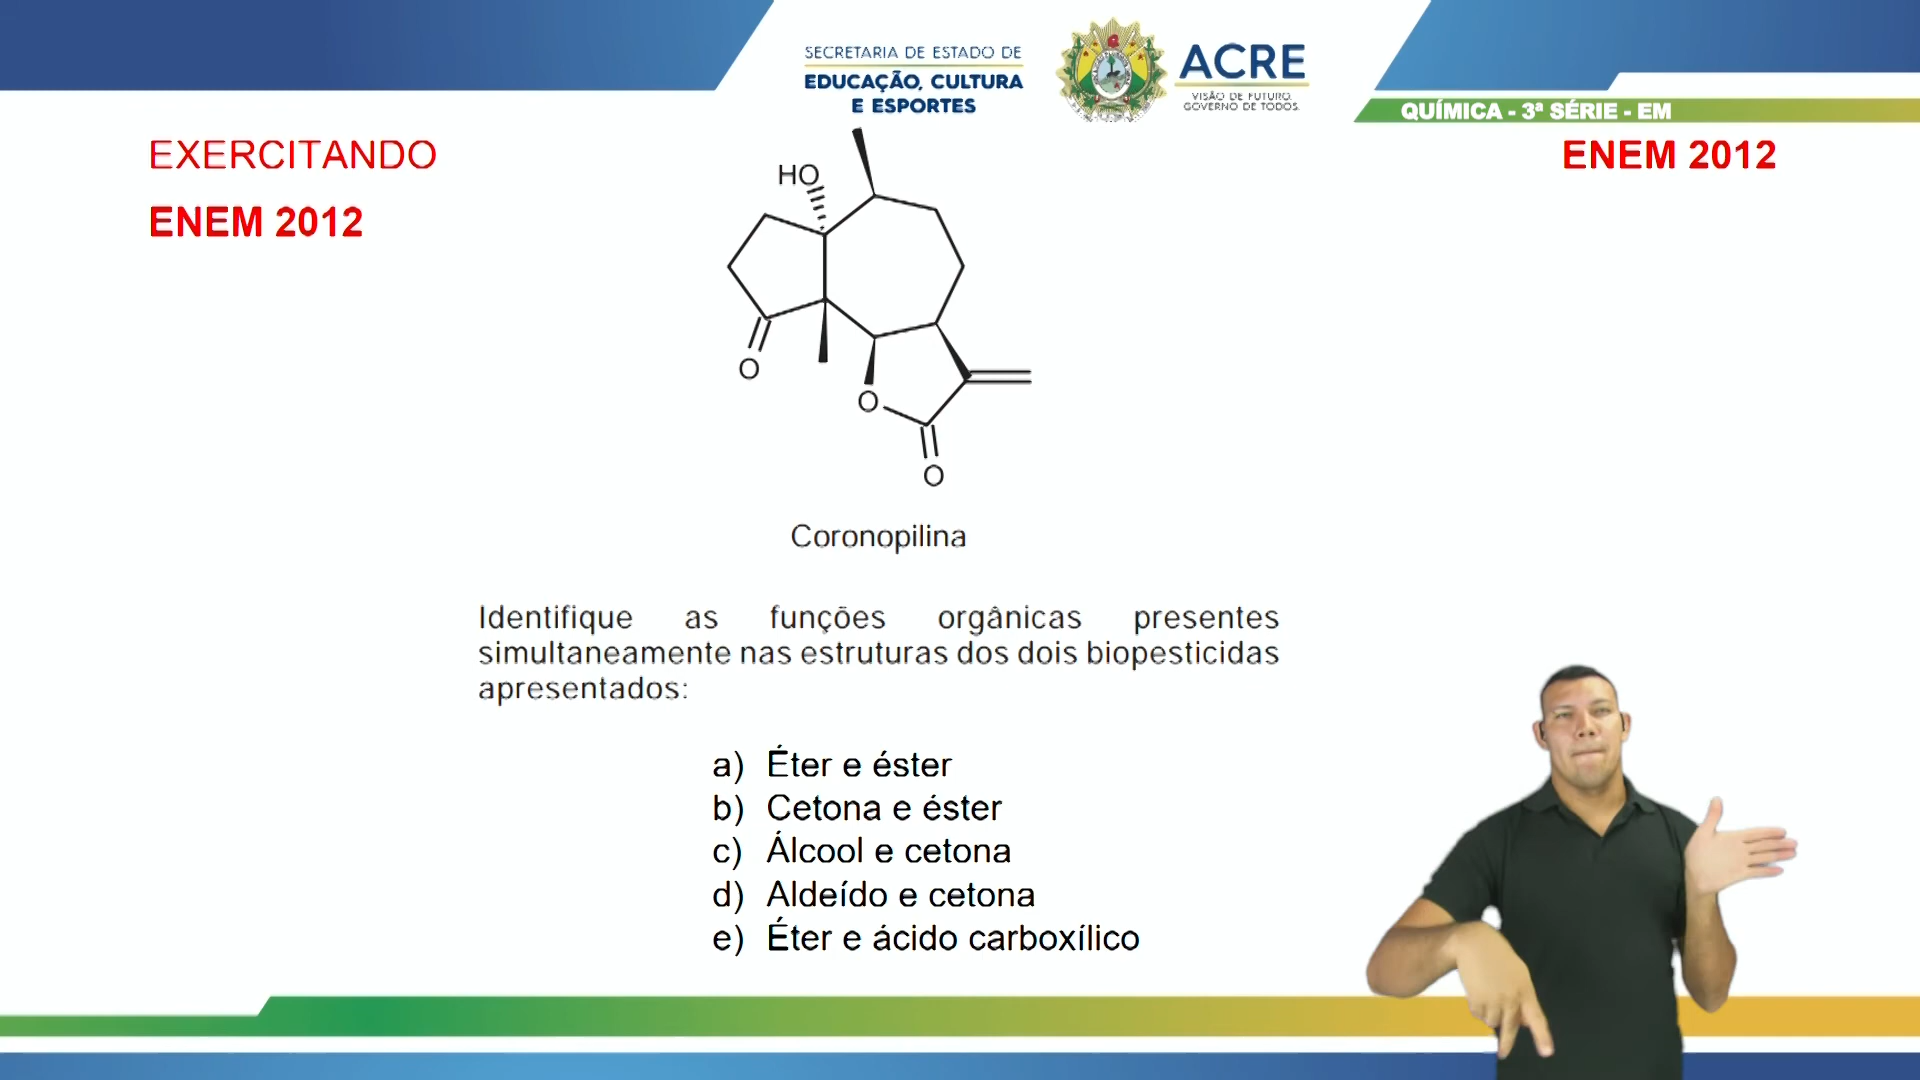 SECRETARIA DE ESTADO DE
EDUCAÇÃO, CULTURA
E ESPORTES
ACRE
VISÃO DE FUTURO.
GOVERNO DE TODOS.
QUÍMICA - 3ª SÉRIE - EM
EXERCITANDO
ENEM 2012
ENEM 2012
HO
O
O
O
Coronopilina
Identifique as funções orgânicas presentes
simultaneamente nas estruturas dos dois biopesticidas
apresentados:
a) Éter e éster
b) Cetona e éster
c) Álcool e cetona
d) Aldeído e cetona
e) Éter e ácido carboxílico